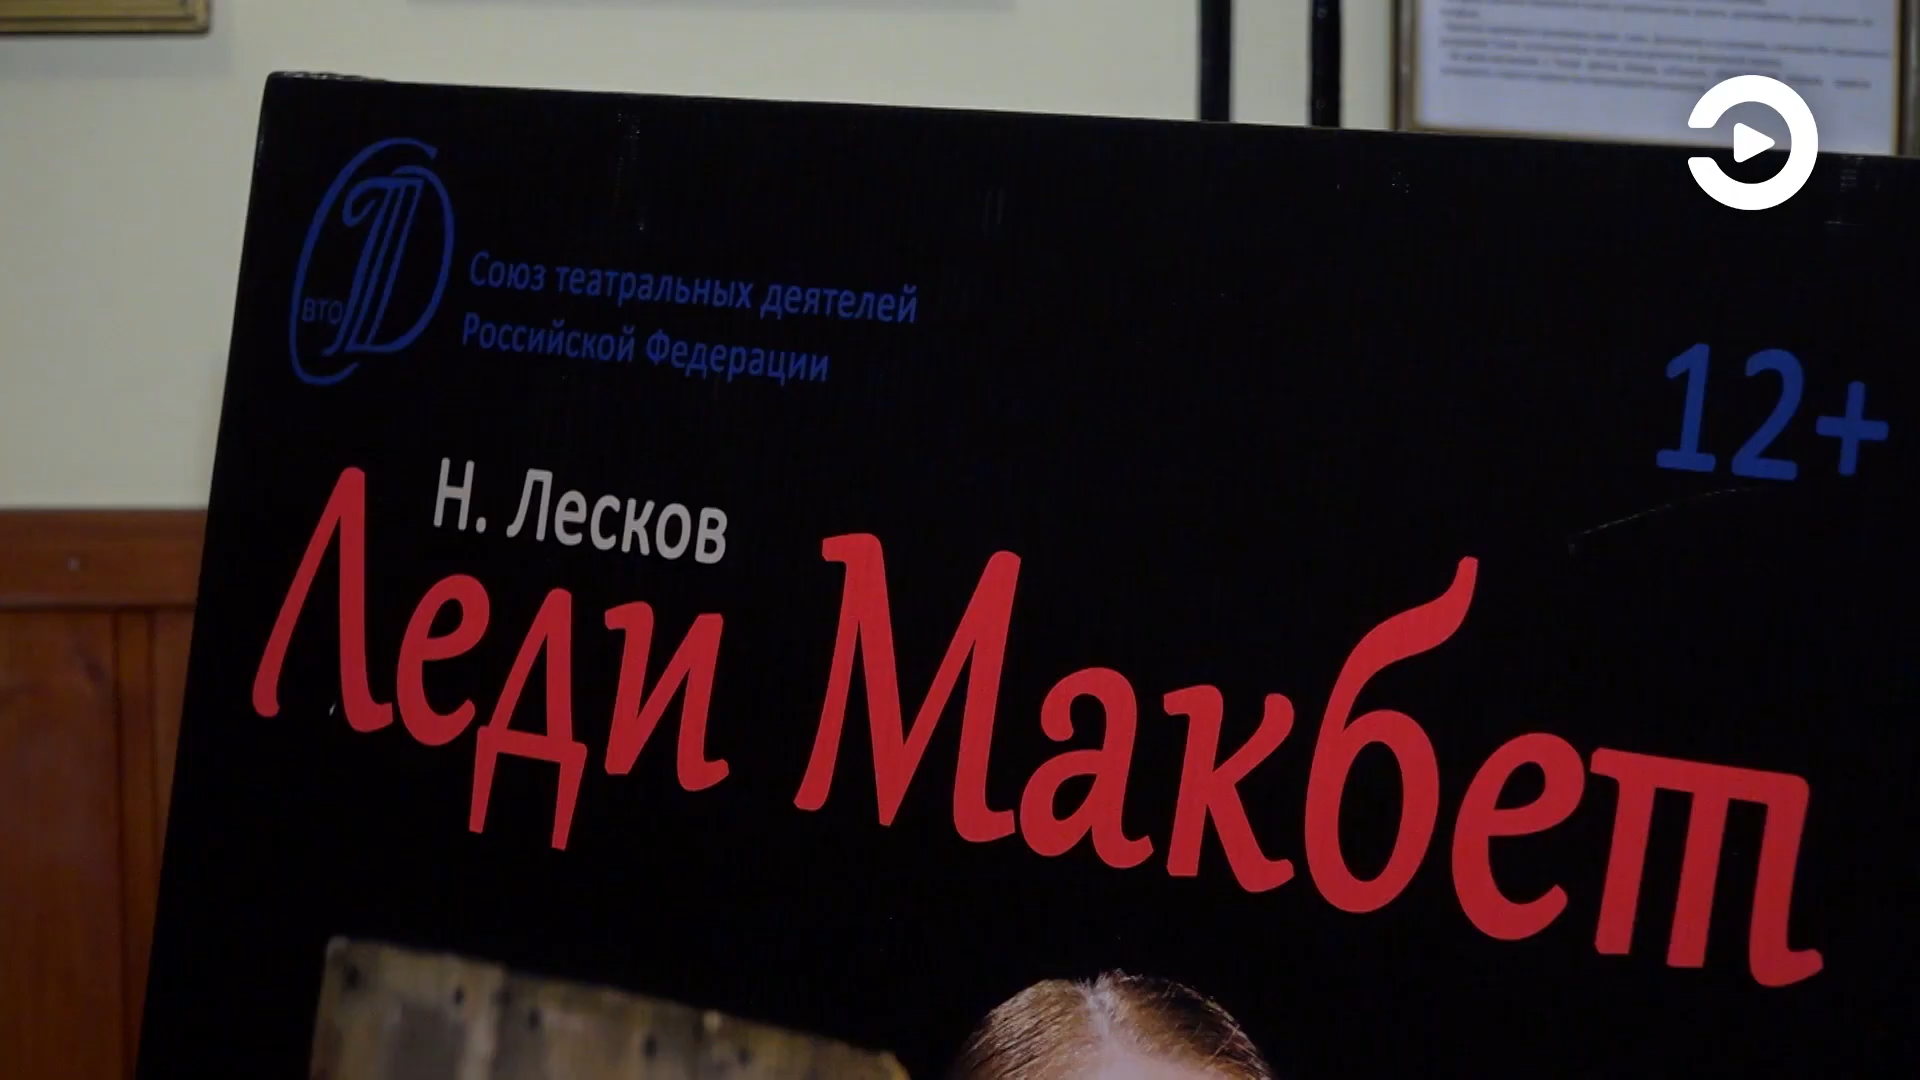 ВТО
Союз театральных деятелей
Российской Федерации
12+
Н. Лесков
Леди Макбет